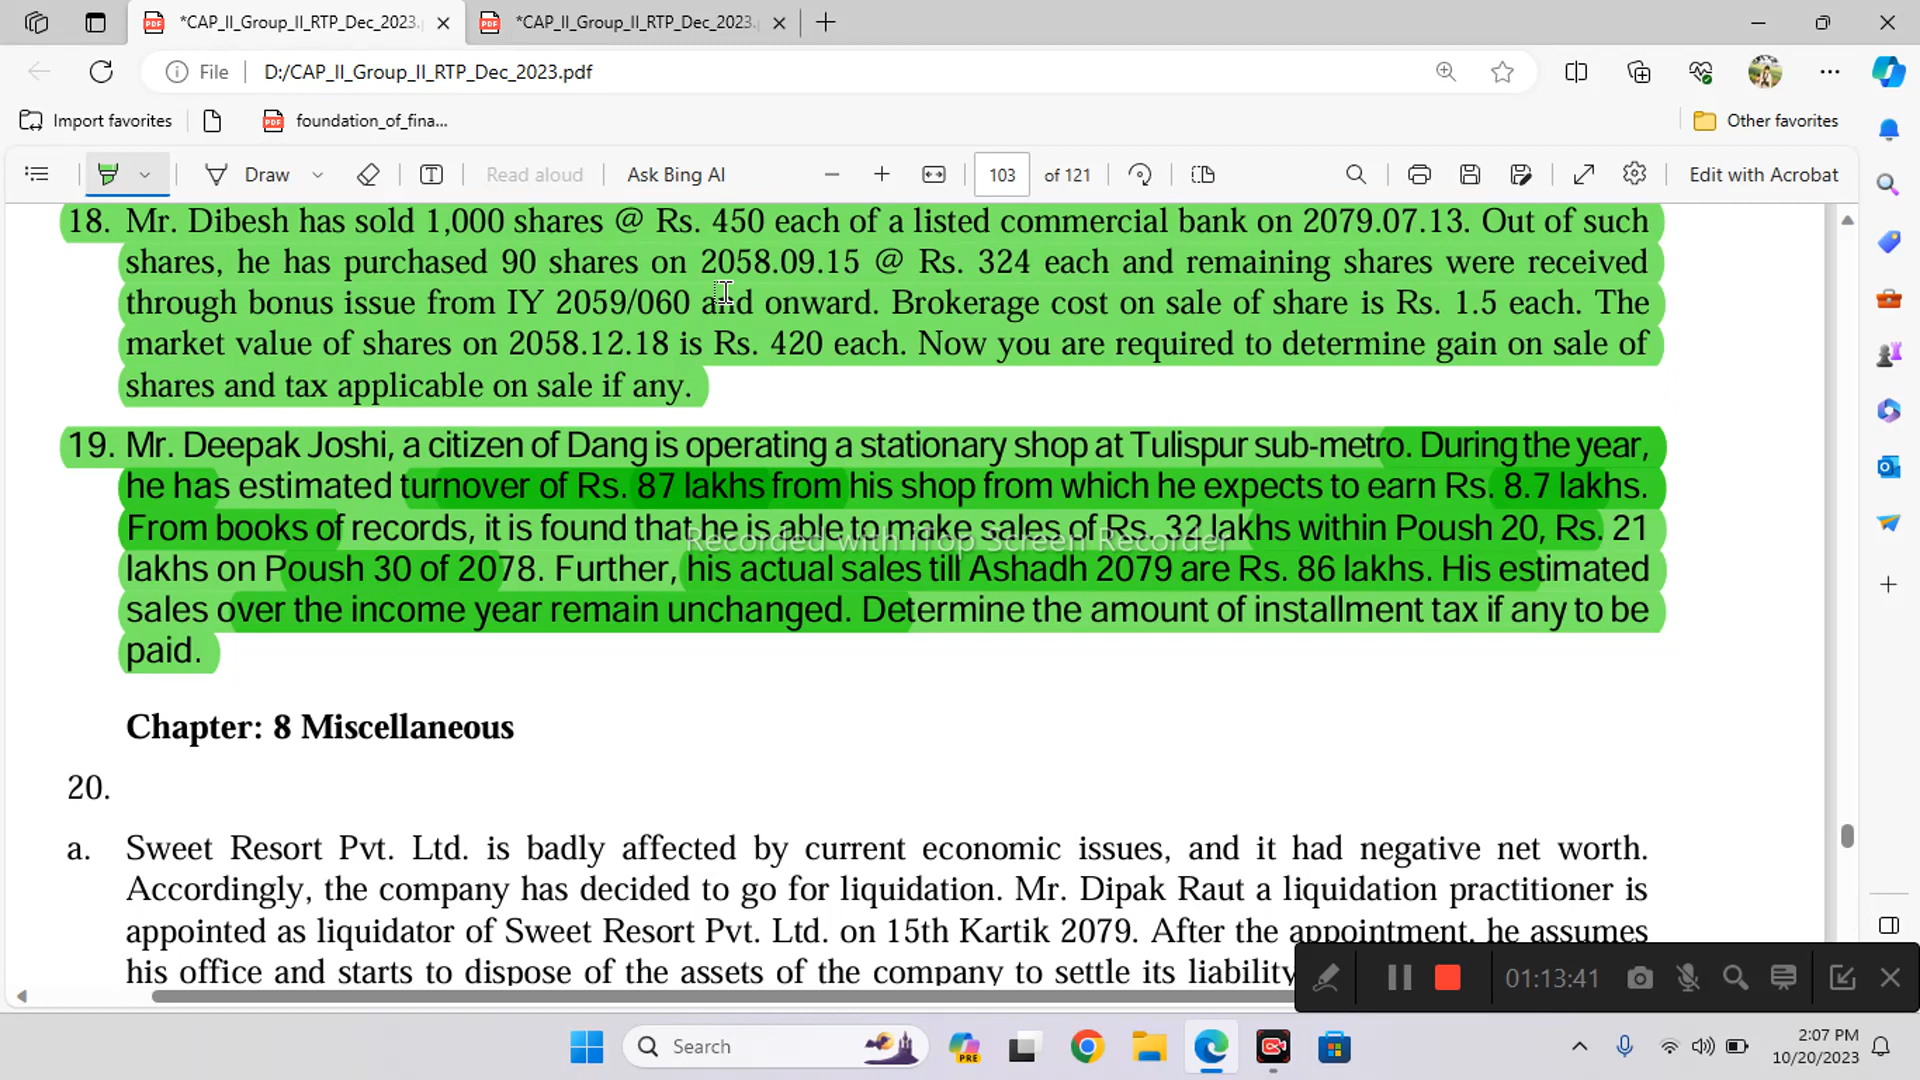 *CAP_II_Group_II_RTP_Dec_2023.
*CAP_II_Group_II_RTP_Dec_2023.
File
D:/CAP_II_Group_II_RTP_Dec_2023.pdf
Import favorites
foundation_of_fina...
Other favorites
Draw
Read aloud
Ask Bing AI
103
of 121
Edit with Acrobat
18. Mr. Dibesh has sold 1,000 shares @ Rs. 450 each of a listed commercial bank on 2079.07.13. Out of such
shares, he has purchased 90 shares on 2058.09.15 @ Rs. 324 each and remaining shares were received
through bonus issue from IY 2059/060 and onward. Brokerage cost on sale of share is Rs. 1.5 each. The
market value of shares on 2058.12.18 is Rs. 420 each. Now you are required to determine gain on sale of
shares and tax applicable on sale if any.
19. Mr. Deepak Joshi, a citizen of Dang is operating a stationary shop at Tulispur sub-metro. During the year,
he has estimated turnover of Rs. 87 lakhs from his shop from which he expects to earn Rs. 8.7 lakhs.
From books of records, it is found that he is able to make sales of Rs. 32 lakhs within Poush 20, Rs. 21
Recorded with iTop Screen Recorder
lakhs on Poush 30 of 2078. Further, his actual sales till Ashadh 2079 are Rs. 86 lakhs. His estimated
sales over the income year remain unchanged. Determine the amount of installment tax if any to be
paid.
Chapter: 8 Miscellaneous
20.
a. Sweet Resort Pvt. Ltd. is badly affected by current economic issues, and it had negative net worth.
Accordingly, the company has decided to go for liquidation. Mr. Dipak Raut a liquidation practitioner is
appointed as liquidator of Sweet Resort Pvt. Ltd. on 15th Kartik 2079. After the appointment, he assumes
his office and starts to dispose of the assets of the company to settle its liability
01:13:41
Search
PRE
2:07 PM
10/20/2023